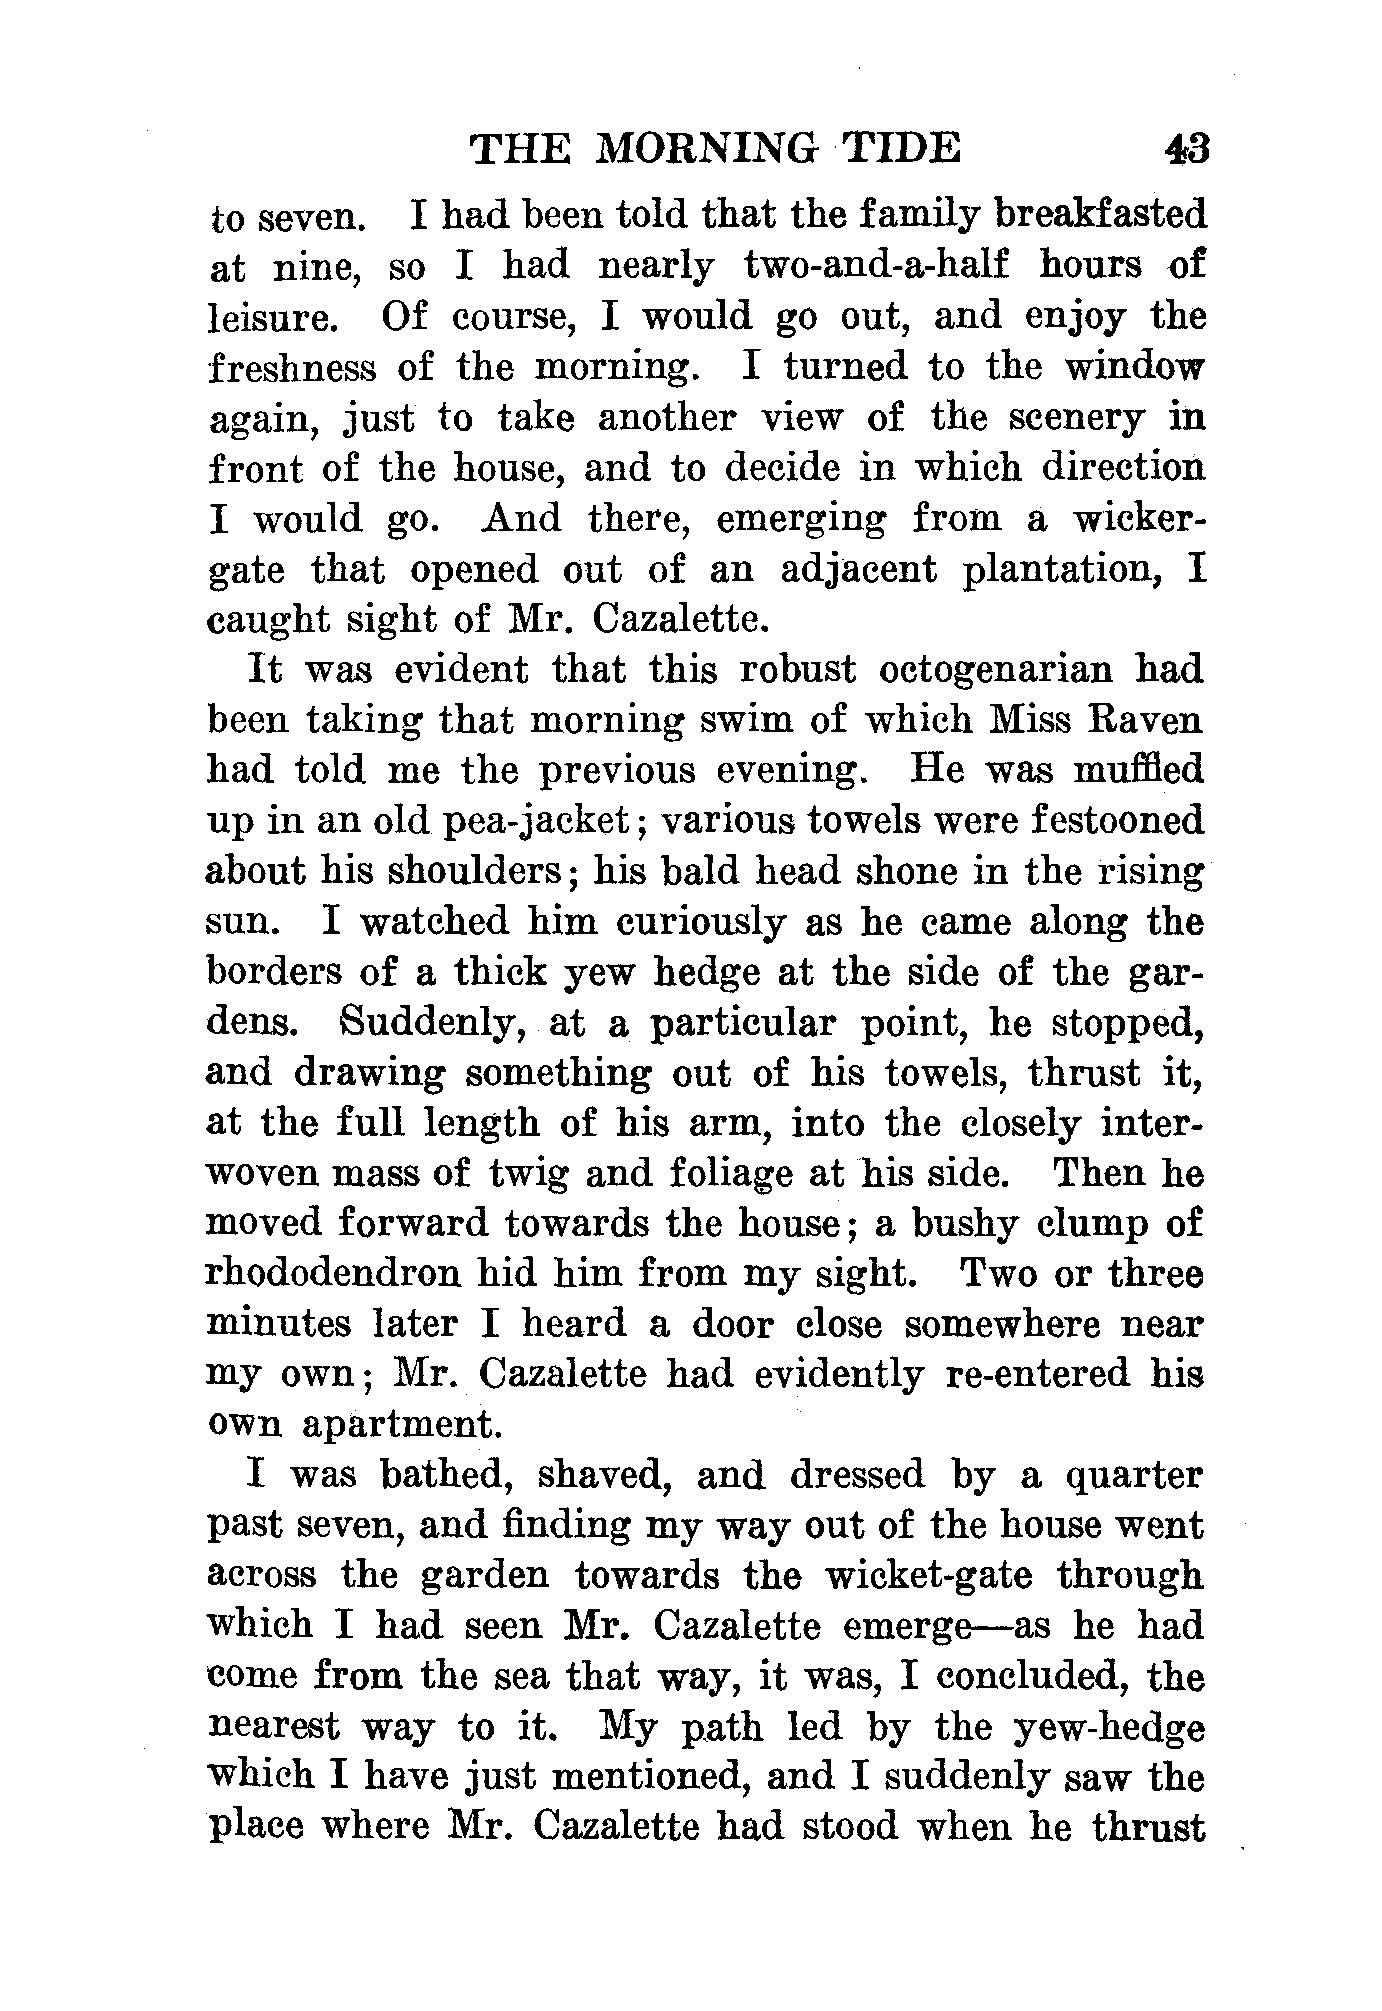 THE MORNING TIDE 43
to seven. I had been told that the family breakfasted
at nine, so I had nearly two-and-a-half hours of
leisure. Of course, I would go out, and enjoy the
freshness of the morning. I turned to the window
again, just to take another view of the scenery in
front of the house, and to decide in which direction
I would go. And there, emerging from a wicker-
gate that opened out of an adjacent plantation, I
caught sight of Mr. Cazalette.
It was evident that this robust octogenarian had
been taking that morning swim of which Miss Raven
had told me the previous evening. He was muffled
up in an old pea-jacket; various towels were festooned
about his shoulders; his bald head shone in the rising
sun. I watched him curiously as he came along the
borders of a thick yew hedge at the side of the gar-
dens. Suddenly, at a particular point, he stopped,
and drawing something out of his towels, thrust it,
at the full length of his arm, into the closely inter-
woven mass of twig and foliage at his side. Then he
moved forward towards the house; a bushy clump of
rhododendron hid him from my sight. Two or three
minutes later I heard a door close somewhere near
my own; Mr. Cazalette had evidently re-entered his
own apartment.
I was bathed, shaved, and dressed by a quarter
past seven, and finding my way out of the house went
across the garden towards the wicket-gate through
which I had seen Mr. Cazalette emerge—as he had
come from the sea that way, it was, I concluded, the
nearest way to it. My path led by the yew-hedge
which I have just mentioned, and I suddenly saw the
place where Mr. Cazalette had stood when he thrust